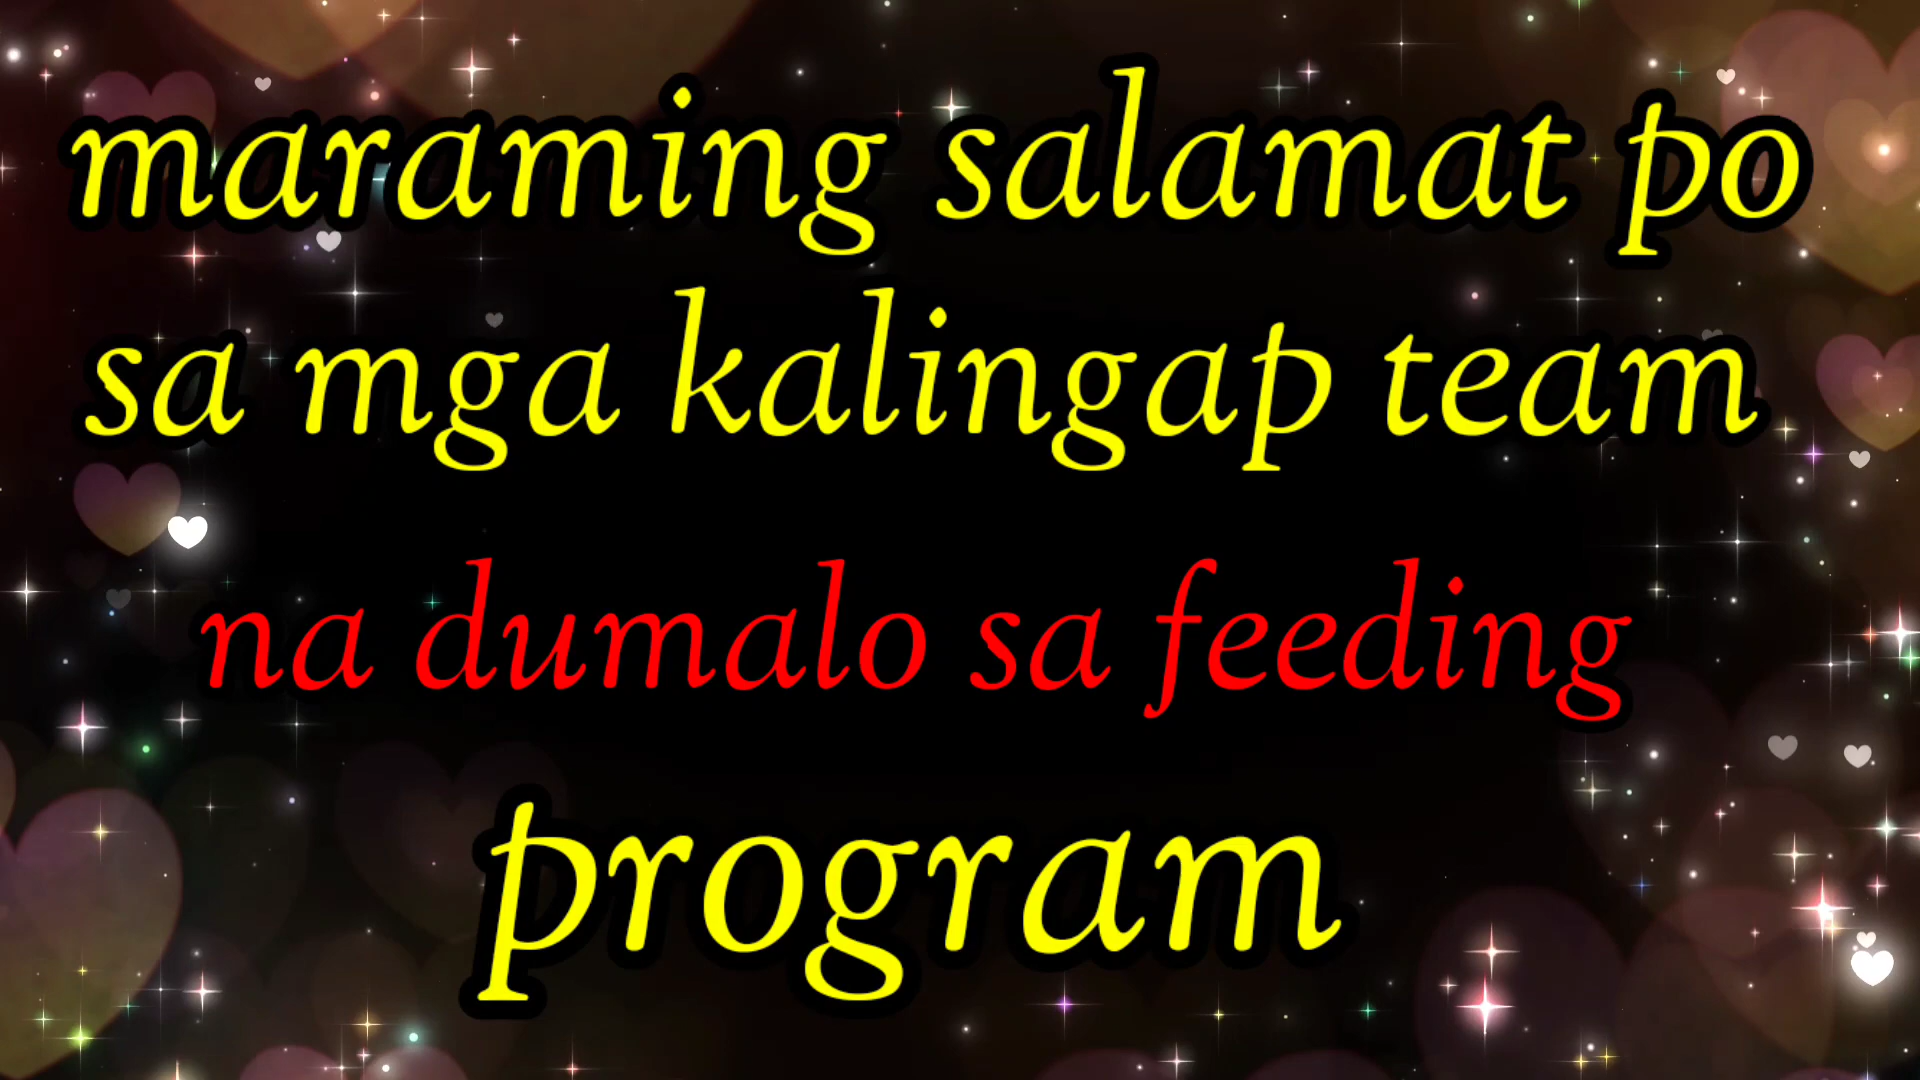 maraming salamat po
sa mga kalingap team
na dumalo sa feeding
program